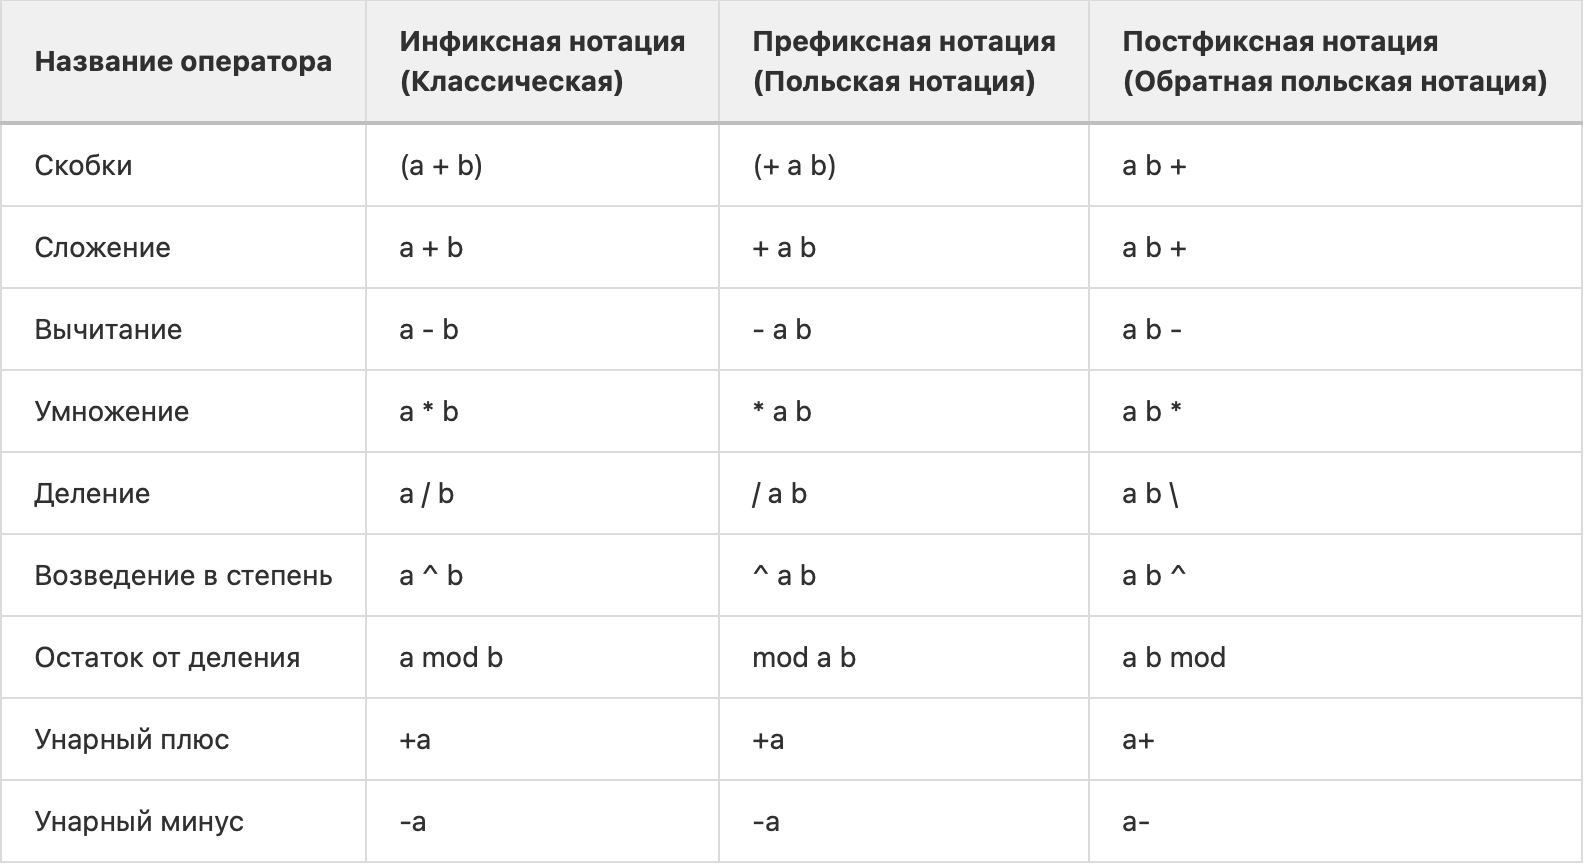 Название оператора
Инфиксная нотация
(Классическая)
Префиксная нотация
(Польская нотация)
Постфиксная нотация
(Обратная польская нотация)
Скобки (a + b) (+ a b) a b +
Сложение a + b + a b a b +
Вычитание a - b - a b a b -
Умножение a * b * a b a b *
Деление a / b / a b a b \
Возведение в степень a ^ b ^ a b a b ^
Остаток от деления a mod b mod a b a b mod
Унарный плюс +a +a a+
Унарный минус -a -a a-